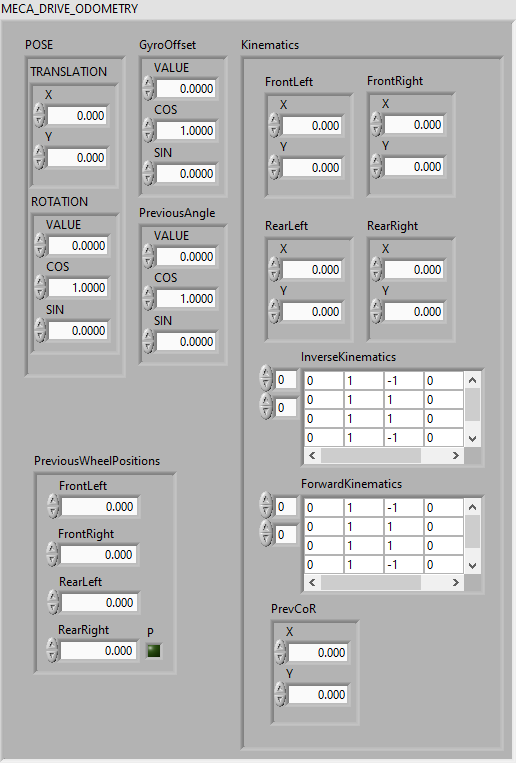 MECA_DRIVE_ODOMETRY
POSE
TRANSLATION
X
0.000
Y
0.000
ROTATION
VALUE
0.0000
COS
1.0000
SIN
0.0000
GyroOffset
VALUE
0.0000
COS
1.0000
SIN
0.0000
PreviousAngle
VALUE
0.0000
COS
1.0000
SIN
0.0000
PreviousWheelPositions
FrontLeft
0.000
FrontRight
0.000
RearLeft
0.000
RearRight
0.000
P
Kinematics
FrontLeft
X
0.000
Y
0.000
FrontRight
X
0.000
Y
0.000
RearLeft
X
0.000
Y
0.000
RearRight
X
0.000
Y
0.000
InverseKinematics
0
0
0 1 -1 0
0 1 1 0
0 1 1 0
0 1 -1 0
ForwardKinematics
0
0
0 1 -1 0
0 1 1 0
0 1 1 0
0 1 -1 0
PrevCoR
X
0.000
Y
0.000